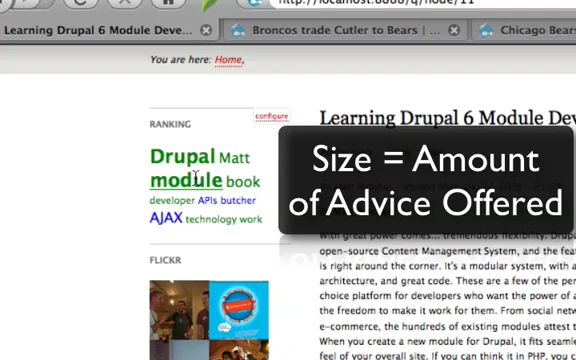 http://localhost:8888/q/node/11
Learning Drupal 6 Module Deve...
Broncos trade Cutler to Bears | ...
Chicago Bears
You are here: Home,
configure
RANKING
Drupal Matt
module book
developer APIs butcher
AJAX technology work
FLICKR
Learning Drupal 6 Module Dev
Size = Amount
of Advice Offered
With great power comes... tremendous flexibility. Drupa
open-source Content Management System, and the feat
is right around the corner. It's a modular system, with a
architecture, and great code. These are a few of the per
choice platform for developers who want the power of a
the freedom to make it work for them. From social netw
e-commerce, the hundreds of existing modules attest t
When you create a new module for Drupal, it fits seamle
feel of your overall site. If you can think it in PHP, you c